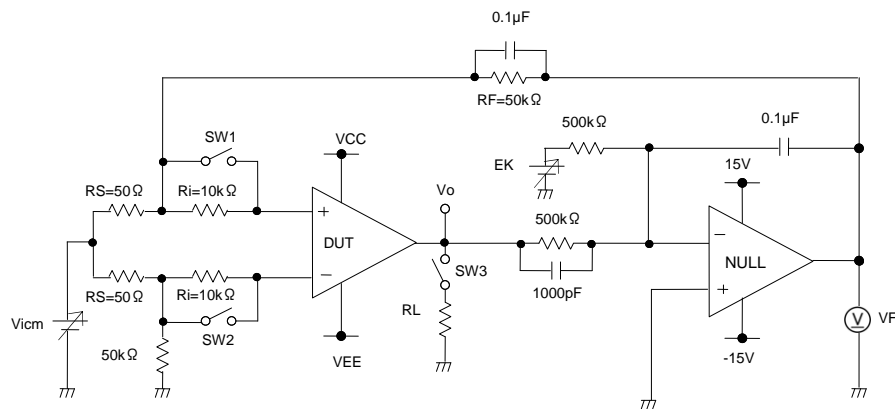 0.1μF
RF=50kΩ
SW1
VCC
500kΩ
0.1μF
EK
15V
RS=50Ω
Ri=10kΩ
Vo
500kΩ
+
DUT
−
−
NULL
+
SW3
RS=50Ω
Ri=10kΩ
1000pF
Vicm
RL
V
VF
SW2
50kΩ
VEE
-15V